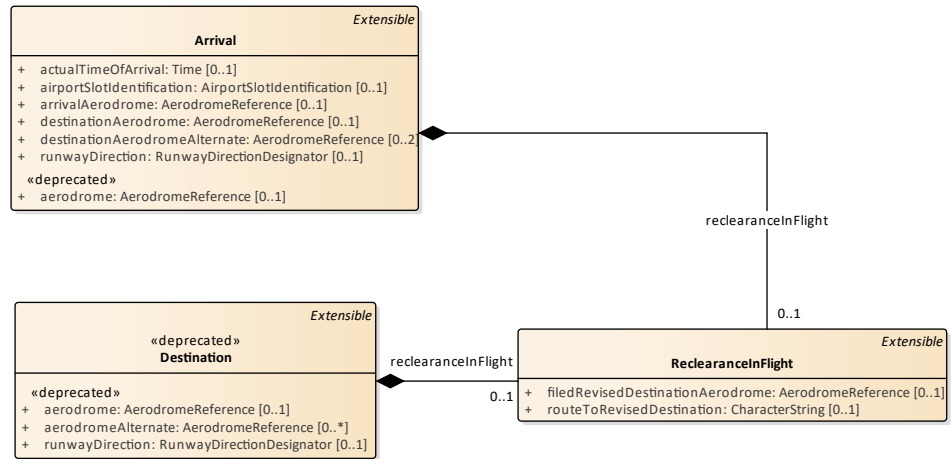 Extensible
Arrival
+ actualTimeOfArrival: Time [0..1]
+ airportSlotIdentification: AirportSlotIdentification [0..1]
+ arrivalAerodrome: AerodromeReference [0..1]
+ destinationAerodrome: AerodromeReference [0..1]
+ destinationAerodromeAlternate: AerodromeReference [0..2]
+ runwayDirection: RunwayDirectionDesignator [0..1]
«deprecated»
+ aerodrome: AerodromeReference [0..1]
reclearanceInFlight
0..1
Extensible
«deprecated»
Destination
«deprecated»
+ aerodrome: AerodromeReference [0..1]
+ aerodromeAlternate: AerodromeReference [0..*]
+ runwayDirection: RunwayDirectionDesignator [0..1]
reclearanceInFlight
0..1
Extensible
ReclearanceInFlight
+ filedRevisedDestinationAerodrome: AerodromeReference [0..1]
+ routeToRevisedDestination: CharacterString [0..1]